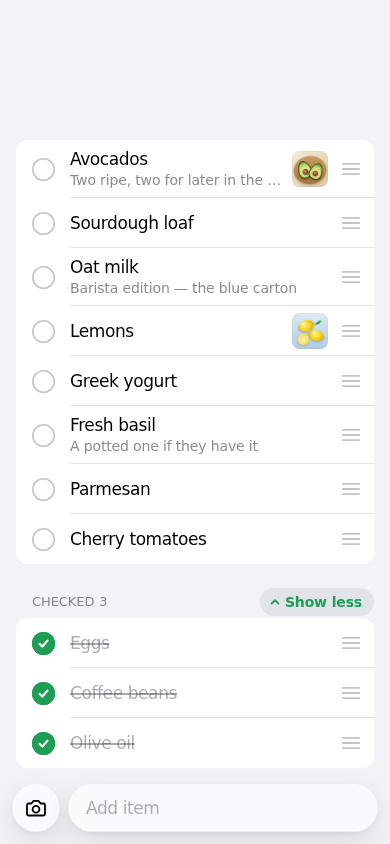 Avocados
Two ripe, two for later in the …
Sourdough loaf
Oat milk
Barista edition — the blue carton
Lemons
Greek yogurt
Fresh basil
A potted one if they have it
Parmesan
Cherry tomatoes
CHECKED 3
Show less
Eggs
Coffee beans
Olive oil
Add item